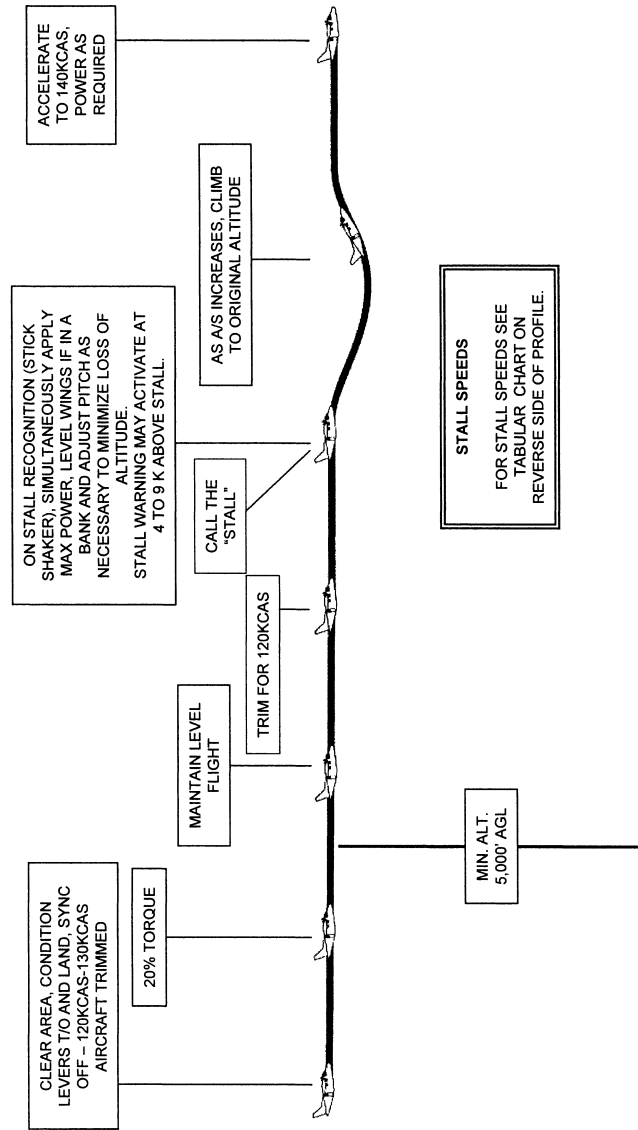 CLEAR AREA, CONDITION
LEVERS T/O AND LAND, SYNC
OFF – 120KCAS-130KCAS
AIRCRAFT TRIMMED
20% TORQUE
MAINTAIN LEVEL
FLIGHT
TRIM FOR 120KCAS
CALL THE
"STALL"
ON STALL RECOGNITION (STICK
SHAKER), SIMULTANEOUSLY APPLY
MAX POWER, LEVEL WINGS IF IN A
BANK AND ADJUST PITCH AS
NECESSARY TO MINIMIZE LOSS OF
ALTITUDE.
STALL WARNING MAY ACTIVATE AT
4 TO 9 K ABOVE STALL.
AS A/S INCREASES, CLIMB
TO ORIGINAL ALTITUDE
ACCELERATE
TO 140KCAS,
POWER AS
REQUIRED
MIN. ALT.
5,000' AGL
STALL SPEEDS
FOR STALL SPEEDS SEE
TABULAR CHART ON
REVERSE SIDE OF PROFILE.